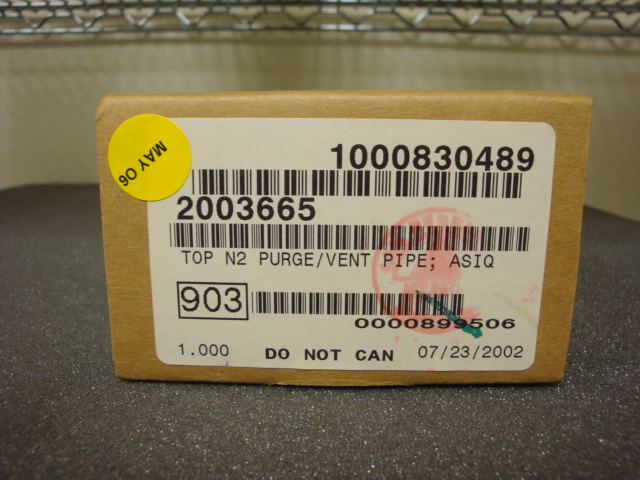 MAY 06
1000830489
2003665
TOP N2 PURGE/VENT PIPE; ASIQ
903
0000899506
1.000 DO NOT CAN 07/23/2002